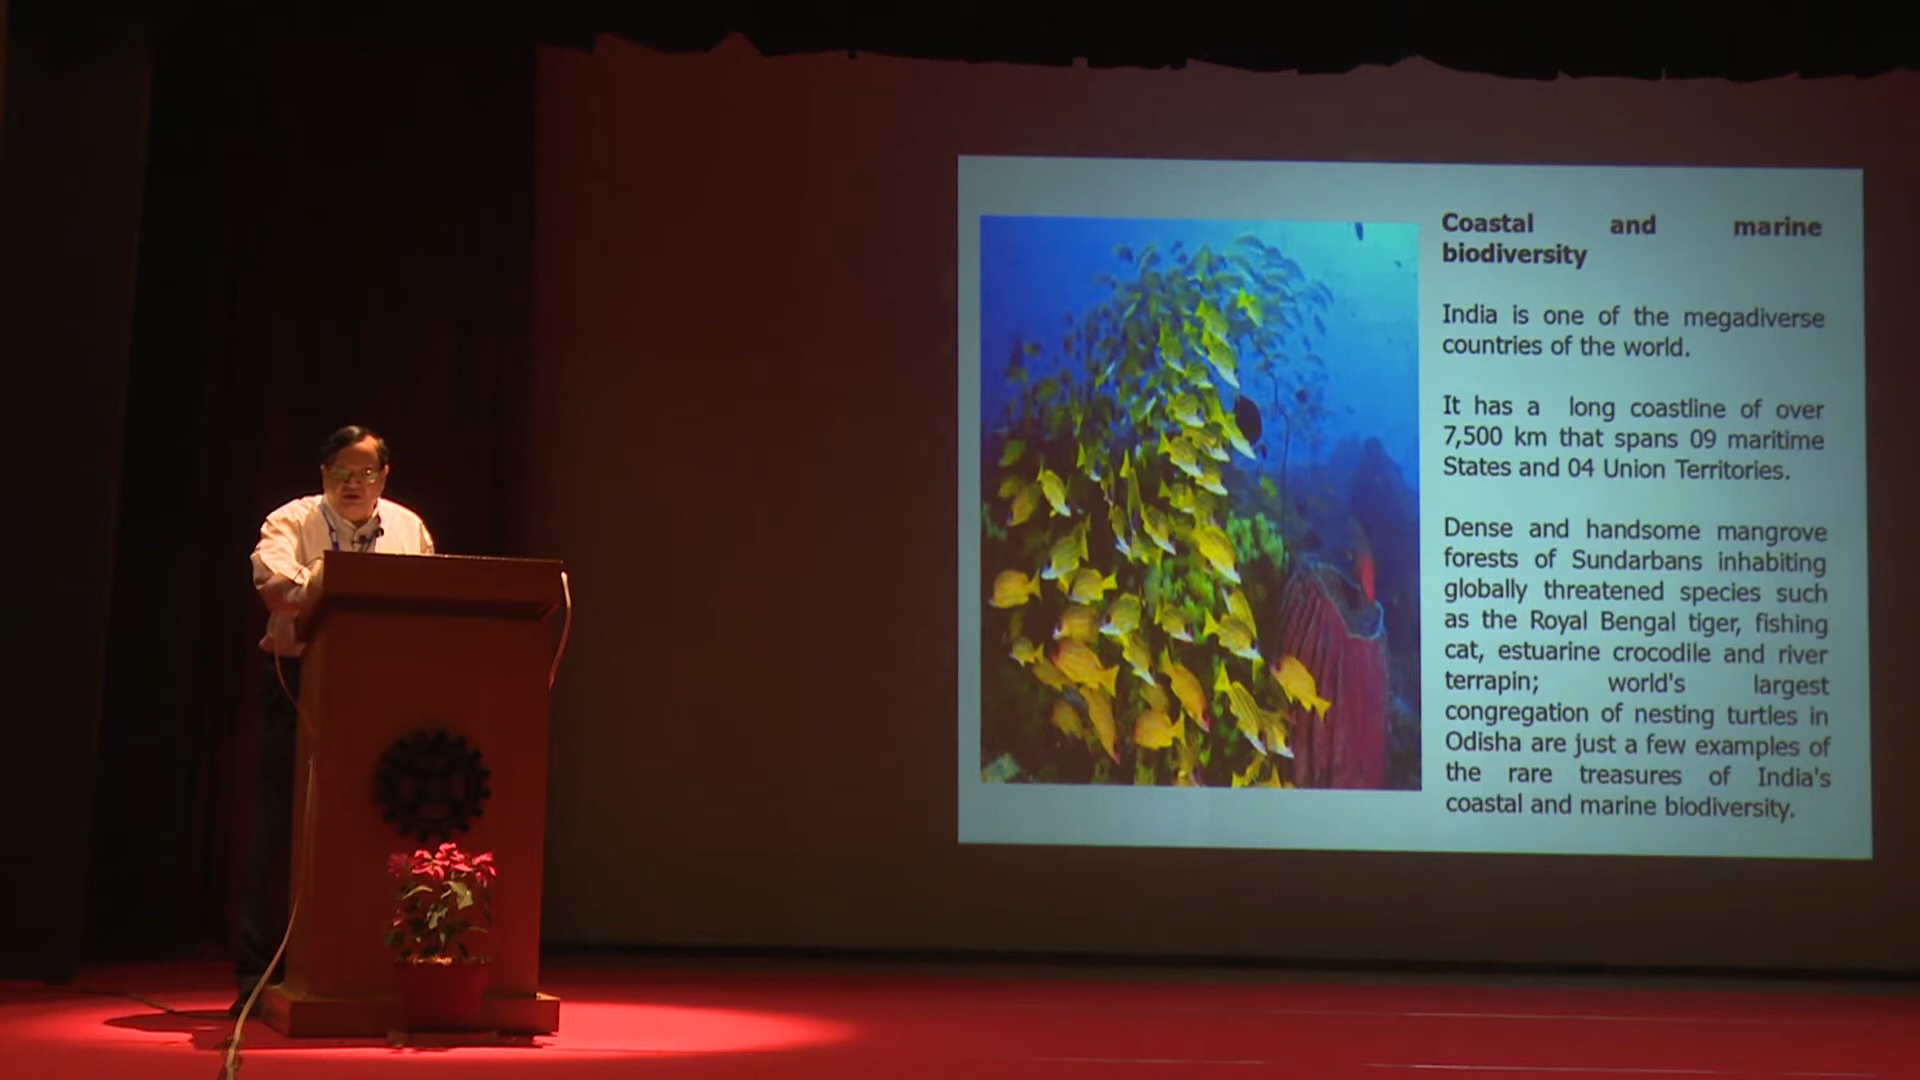 Coastal and marine
biodiversity
India is one of the megadiverse
countries of the world.
It has a long coastline of over
7,500 km that spans 09 maritime
States and 04 Union Territories.
Dense and handsome mangrove
forests of Sundarbans inhabiting
globally threatened species such
as the Royal Bengal tiger, fishing
cat, estuarine crocodile and river
terrapin; world's largest
congregation of nesting turtles in
Odisha are just a few examples of
the rare treasures of India's
coastal and marine biodiversity.